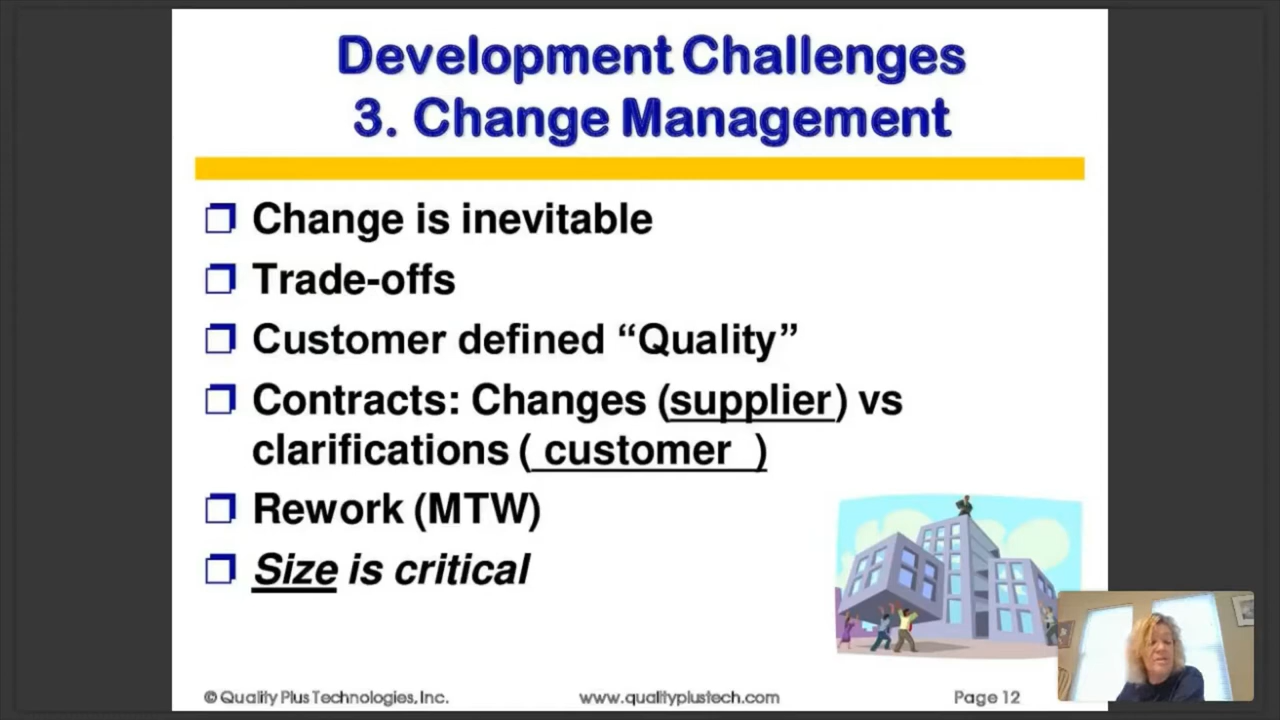 Development Challenges
3. Change Management
Change is inevitable
Trade-offs
Customer defined “Quality”
Contracts: Changes (supplier) vs
clarifications ( customer )
Rework (MTW)
Size is critical
© Quality Plus Technologies, Inc. www.qualityplustech.com Page 12